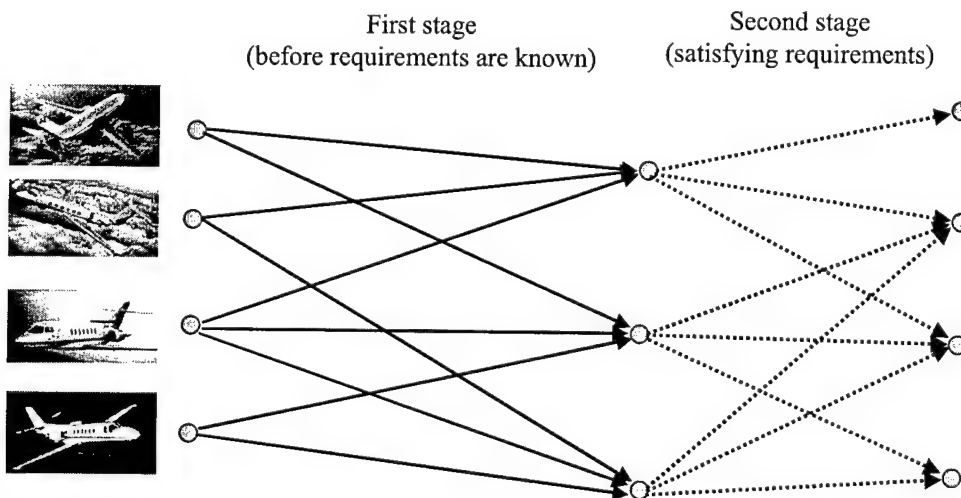 First stage
(before requirements are known)
Second stage
(satisfying requirements)